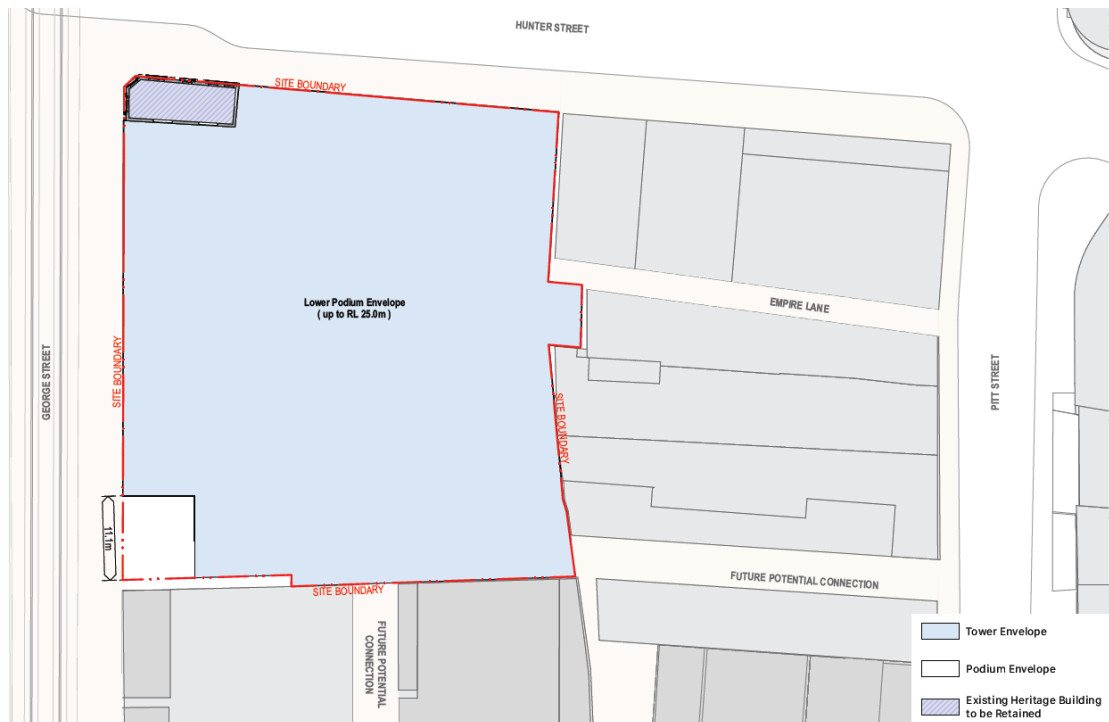 HUNTER STREET
SITE BOUNDARY
Lower Podium Envelope
( up to RL 25.0m )
EMPIRE LANE
GEORGE STREET
SITE BOUNDARY
SITE BOUNDARY
PITT STREET
11.1m
FUTURE POTENTIAL CONNECTION
SITE BOUNDARY
FUTURE POTENTIAL
CONNECTION
Tower Envelope
Podium Envelope
Existing Heritage Building
to be Retained